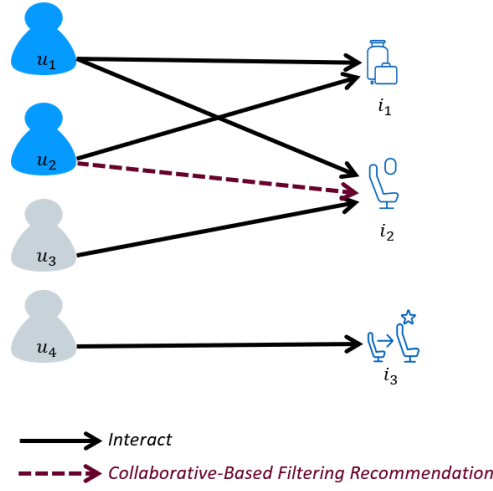 u₁
i₁
u₂
i₂
u₃
u₄
i₃
Interact
Collaborative-Based Filtering Recommendation